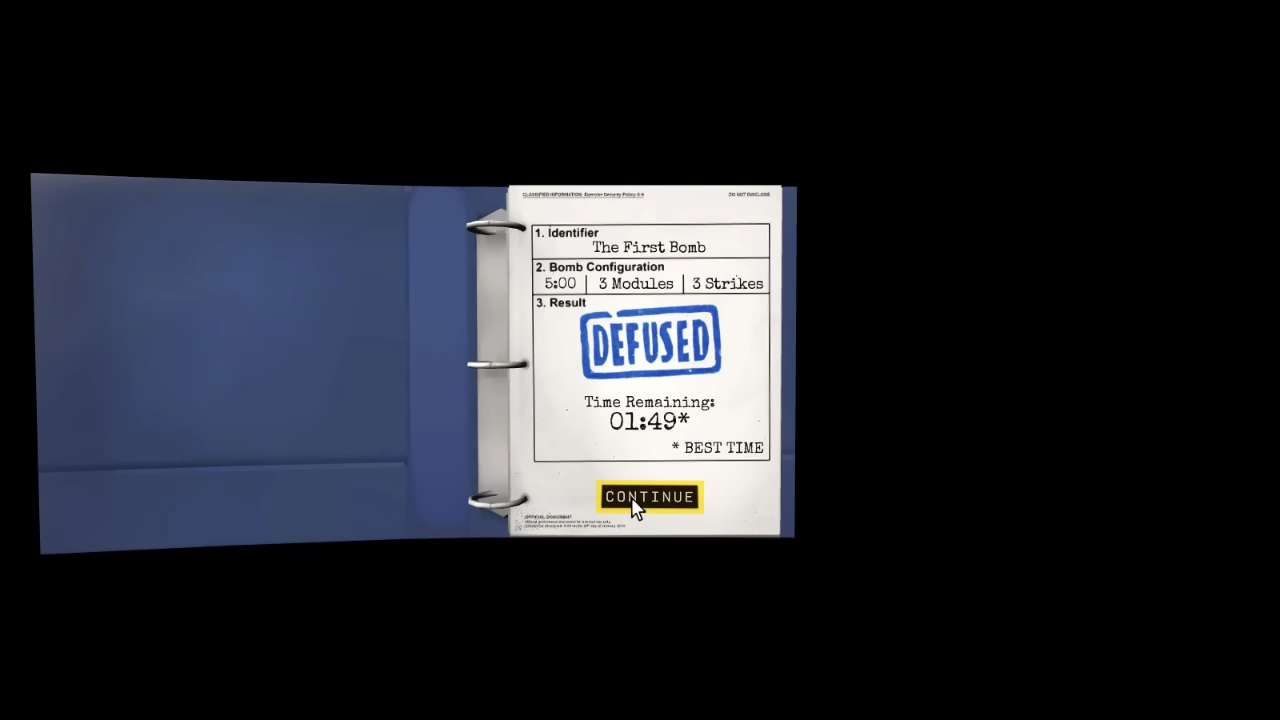 CLASSIFIED INFORMATION
DO NOT DISCLOSE
1. Identifier
The First Bomb
2. Bomb Configuration
5:00 | 3 Modules | 3 Strikes
3. Result
DEFUSED
Time Remaining:
01:49*
* BEST TIME
CONTINUE
OFFICIAL DOCUMENT